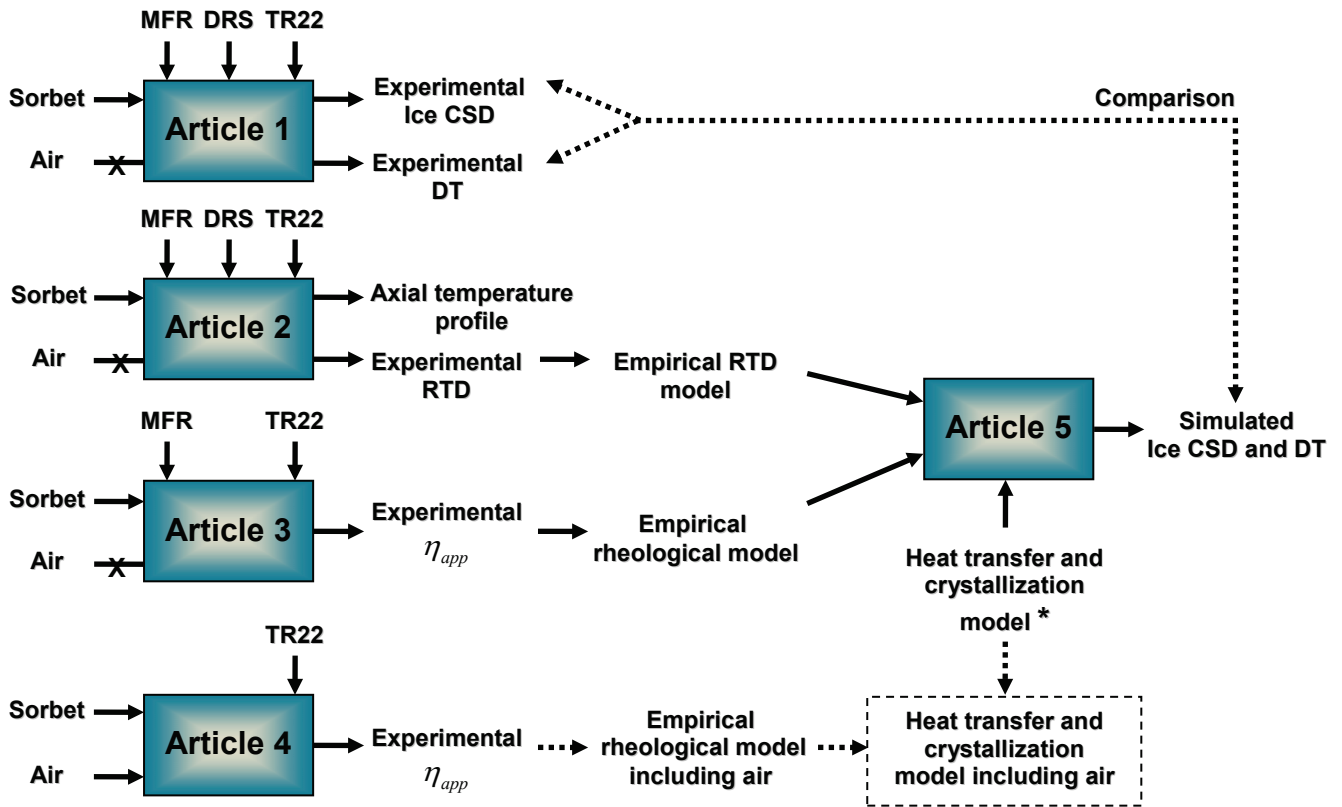 MFR DRS TR22
Sorbet
Air
X
Article 1
Experimental
Ice CSD
Experimental
DT
Comparison
MFR DRS TR22
Sorbet
Air
X
Article 2
Axial temperature
profile
Experimental
RTD
Empirical RTD
model
MFR TR22
Sorbet
Air
X
Article 3
Experimental
η_app
Empirical
rheological model
Article 5
Simulated
Ice CSD and DT
Heat transfer and
crystallization
model *
TR22
Sorbet
Air
Article 4
Experimental
η_app
Empirical
rheological model
including air
Heat transfer and
crystallization
model including air